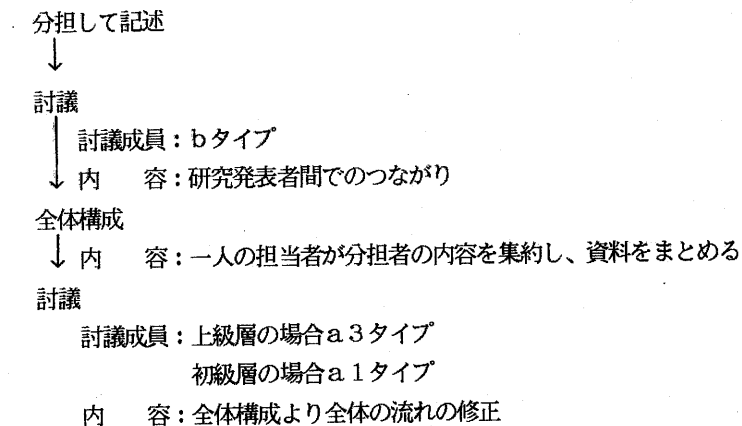 分担して記述
↓
討議
討議成員：bタイプ
↓ 内　　容：研究発表者間でのつながり
全体構成
↓ 内　　容：一人の担当者が分担者の内容を集約し、資料をまとめる
討議
討議成員：上級層の場合a3タイプ
初級層の場合a1タイプ
内　　容：全体構成より全体の流れの修正